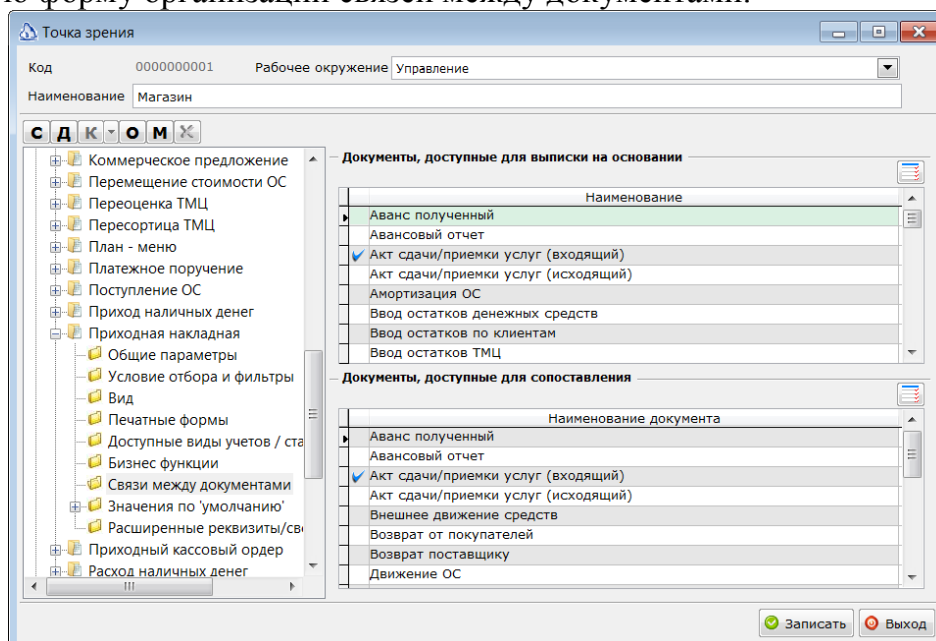 ю форму организации связей между документами.
Точка зрения
Код 0000000001 Рабочее окружение Управление
Наименование Магазин
С Д К О М
Коммерческое предложение
Перемещение стоимости ОС
Переоценка ТМЦ
Пересортица ТМЦ
План - меню
Платежное поручение
Поступление ОС
Приход наличных денег
Приходная накладная
Общие параметры
Условие отбора и фильтры
Вид
Печатные формы
Доступные виды учетов / ста
Бизнес функции
Связи между документами
Значения по 'умолчанию'
Расширенные реквизиты/св
Приходный кассовый ордер
Расход наличных денег
Документы, доступные для выписки на основании
Наименование
Аванс полученный
Авансовый отчет
Акт сдачи/приемки услуг (входящий)
Акт сдачи/приемки услуг (исходящий)
Амортизация ОС
Ввод остатков денежных средств
Ввод остатков по клиентам
Ввод остатков ТМЦ
Документы, доступные для сопоставления
Наименование документа
Аванс полученный
Авансовый отчет
Акт сдачи/приемки услуг (входящий)
Акт сдачи/приемки услуг (исходящий)
Внешнее движение средств
Возврат от покупателей
Возврат поставщику
Движение ОС
Записать Выход